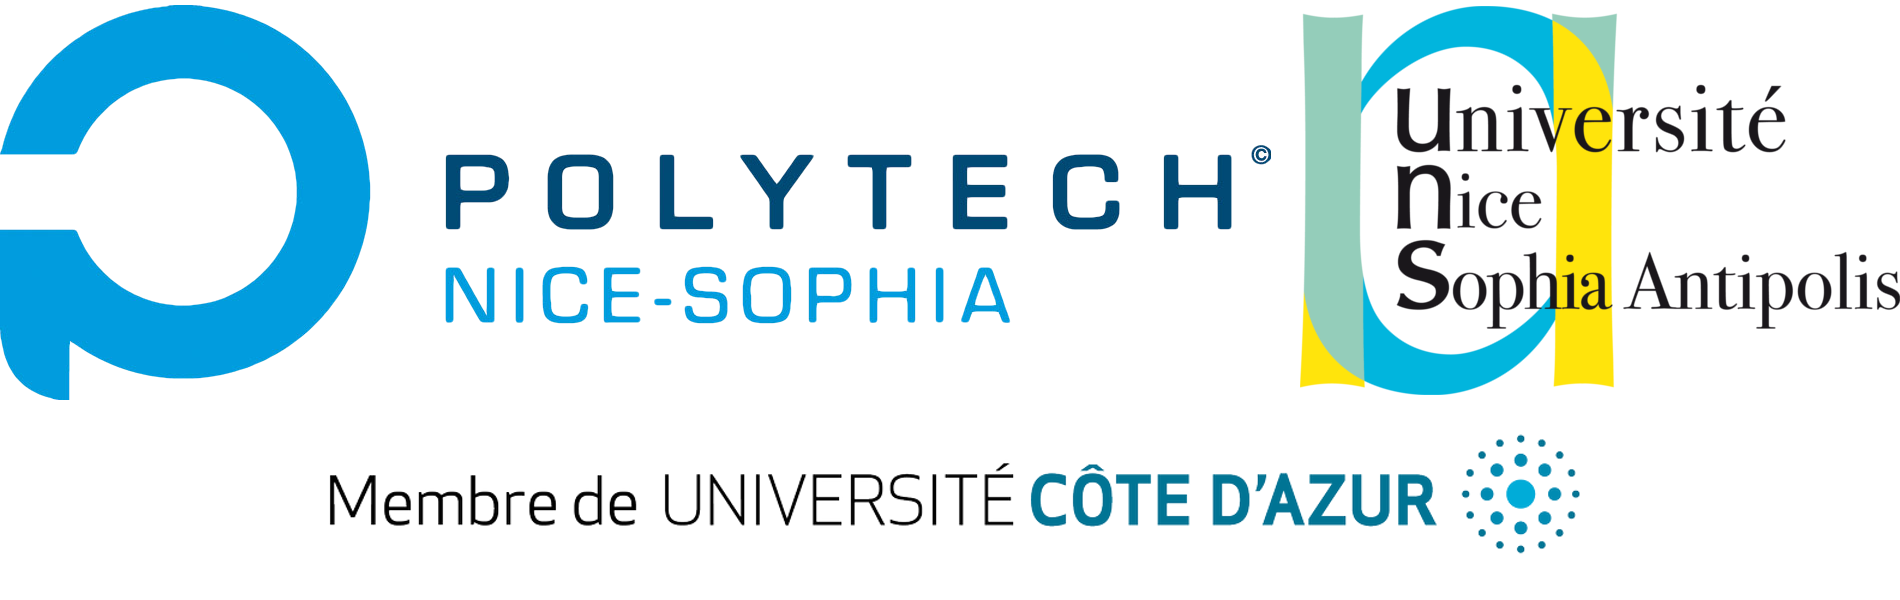 POLYTECH©
NICE-SOPHIA
Université
Nice
Sophia Antipolis
Membre de UNIVERSITÉ CÔTE D'AZUR